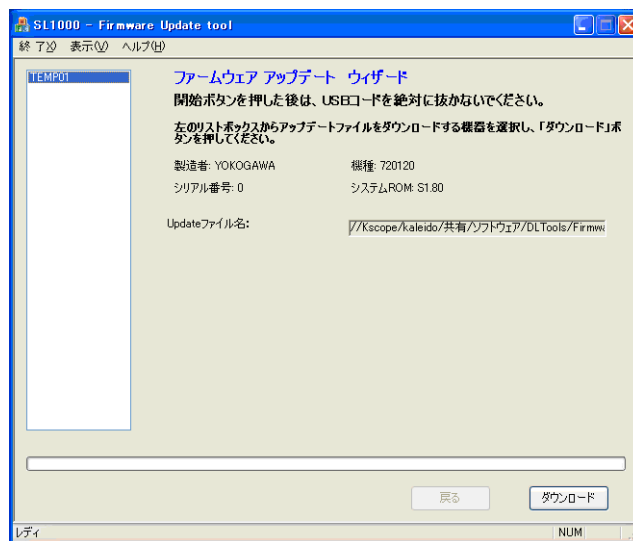 SL1000 - Firmware Update tool
終了(X) 表示(V) ヘルプ(H)
TEMP01
ファームウェア アップデート ウィザード
開始ボタンを押した後は、USBコードを絶対に抜かないでください。
左のリストボックスからアップデートファイルをダウンロードする機器を選択し、「ダウンロード」ボ
タンを押してください。
製造者: YOKOGAWA 機種: 720120
シリアル番号: 0 システムROM: S1.80
Updateファイル名: //Kscope/kaleido/共有/ソフトウェア/DLTools/Firmwa
戻る ダウンロード
レディ NUM